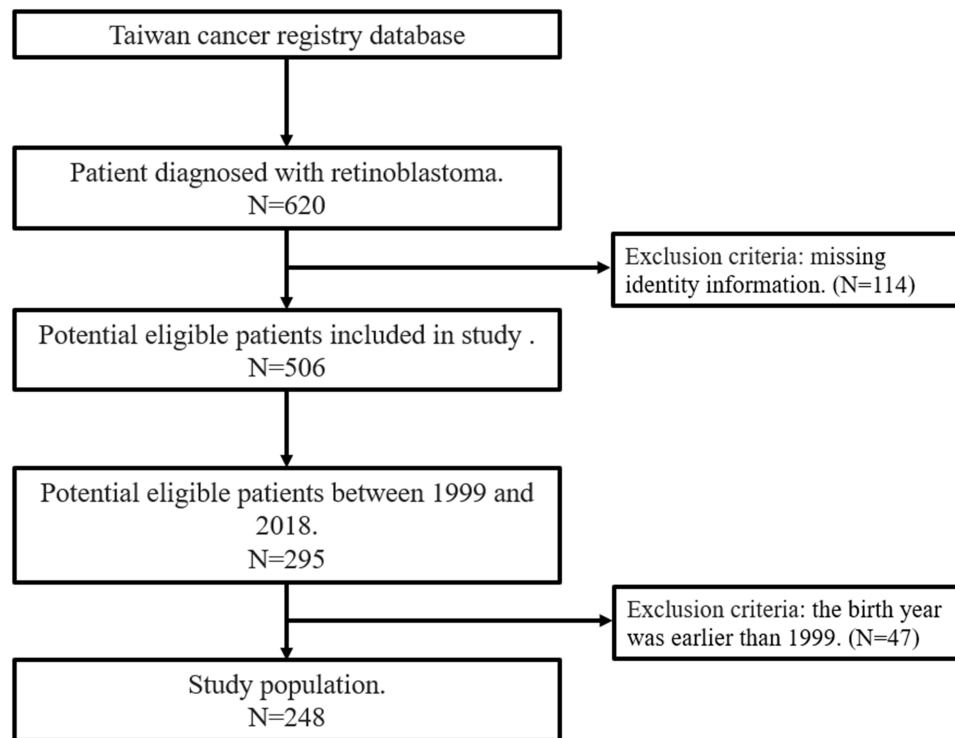 Taiwan cancer registry database
Patient diagnosed with retinoblastoma.
N=620
Exclusion criteria: missing
identity information. (N=114)
Potential eligible patients included in study .
N=506
Potential eligible patients between 1999 and
2018.
N=295
Exclusion criteria: the birth year
was earlier than 1999. (N=47)
Study population.
N=248